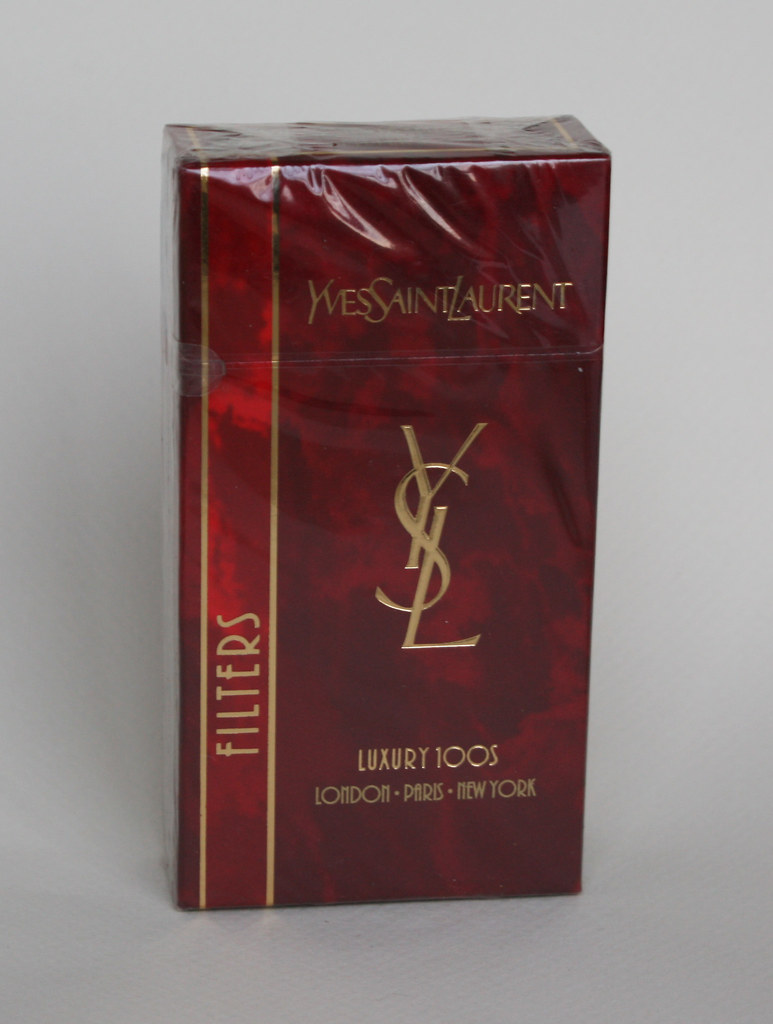 YVESSAINTLAURENT
YSL
FILTERS
LUXURY 100S
LONDON • PARIS • NEW YORK